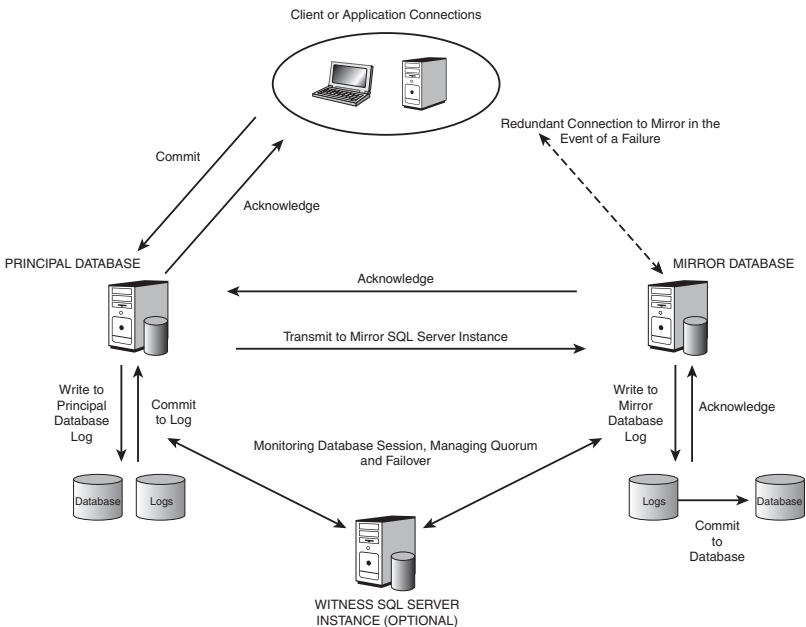 Client or Application Connections
Redundant Connection to Mirror in the
Event of a Failure
Commit
Acknowledge
PRINCIPAL DATABASE
MIRROR DATABASE
Acknowledge
Transmit to Mirror SQL Server Instance
Write to
Principal
Database
Log
Commit
to Log
Write to
Mirror
Database
Log
Acknowledge
Monitoring Database Session, Managing Quorum
and Failover
Database
Logs
Logs
Database
Commit
to
Database
WITNESS SQL SERVER
INSTANCE (OPTIONAL)